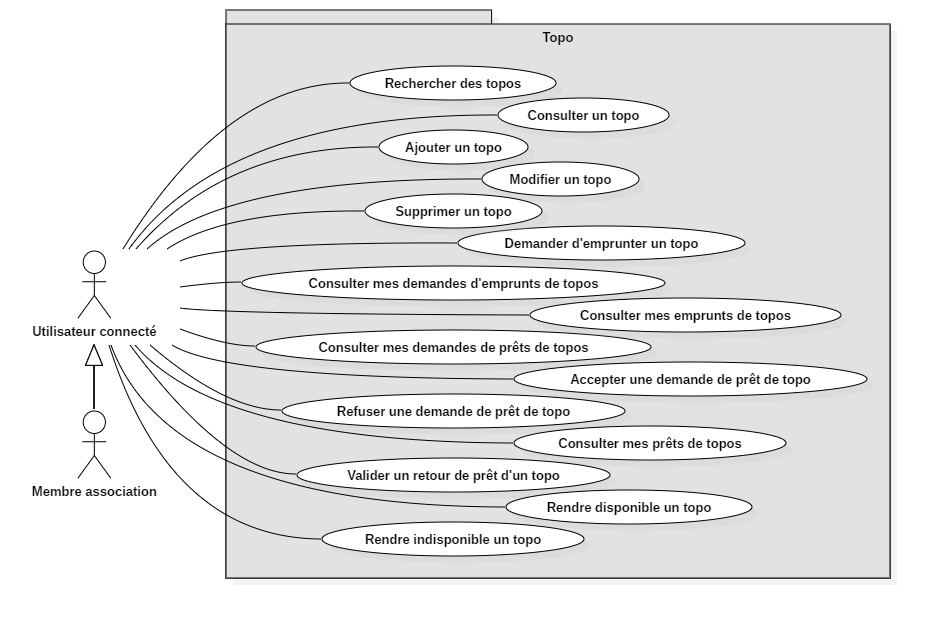 Topo
Rechercher des topos
Consulter un topo
Ajouter un topo
Modifier un topo
Supprimer un topo
Demander d'emprunter un topo
Consulter mes demandes d'emprunts de topos
Consulter mes emprunts de topos
Utilisateur connecté
Consulter mes demandes de prêts de topos
Accepter une demande de prêt de topo
Refuser une demande de prêt de topo
Consulter mes prêts de topos
Valider un retour de prêt d'un topo
Membre association
Rendre disponible un topo
Rendre indisponible un topo